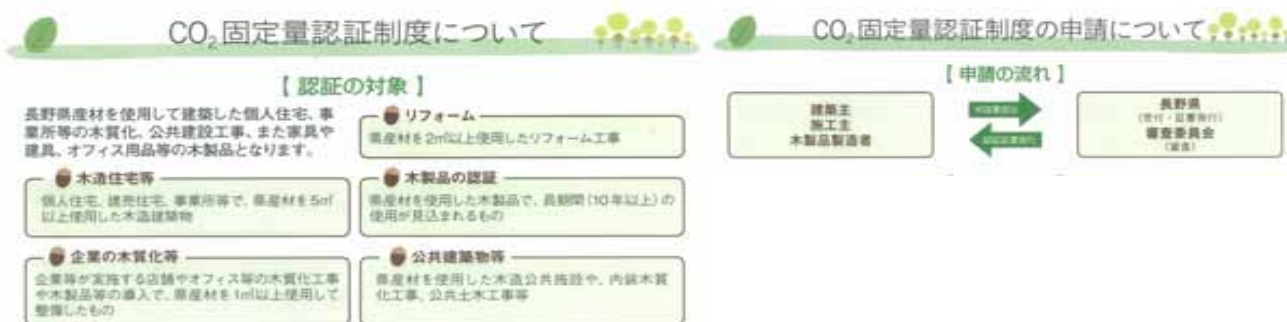 CO₂固定量認証制度について
【 認証の対象 】
長野県産材を使用して建築した個人住宅、事
業所等の木質化、公共建設工事、また家具や
建具、オフィス用品等の木製品となります。
リフォーム
県産材を2㎥以上使用したリフォーム工事
木造住宅等
個人住宅、建売住宅、事業所等で、県産材を5㎥
以上使用した木造建築物
木製品の認証
県産材を使用した木製品で、長期間(10年以上)の
使用が見込まれるもの
企業の木質化等
企業等が実施する店舗やオフィス等の木質化工事
や木製品等の導入で、県産材を1㎥以上使用して
整備したもの
公共建築物等
県産材を使用した木造公共施設や、内装木質
化工事、公共土木工事等
CO₂固定量認証制度の申請について
【 申請の流れ 】
建築主
施工主
木製品製造者
長野県
(受付・証書発行)
審査委員会
(審査)